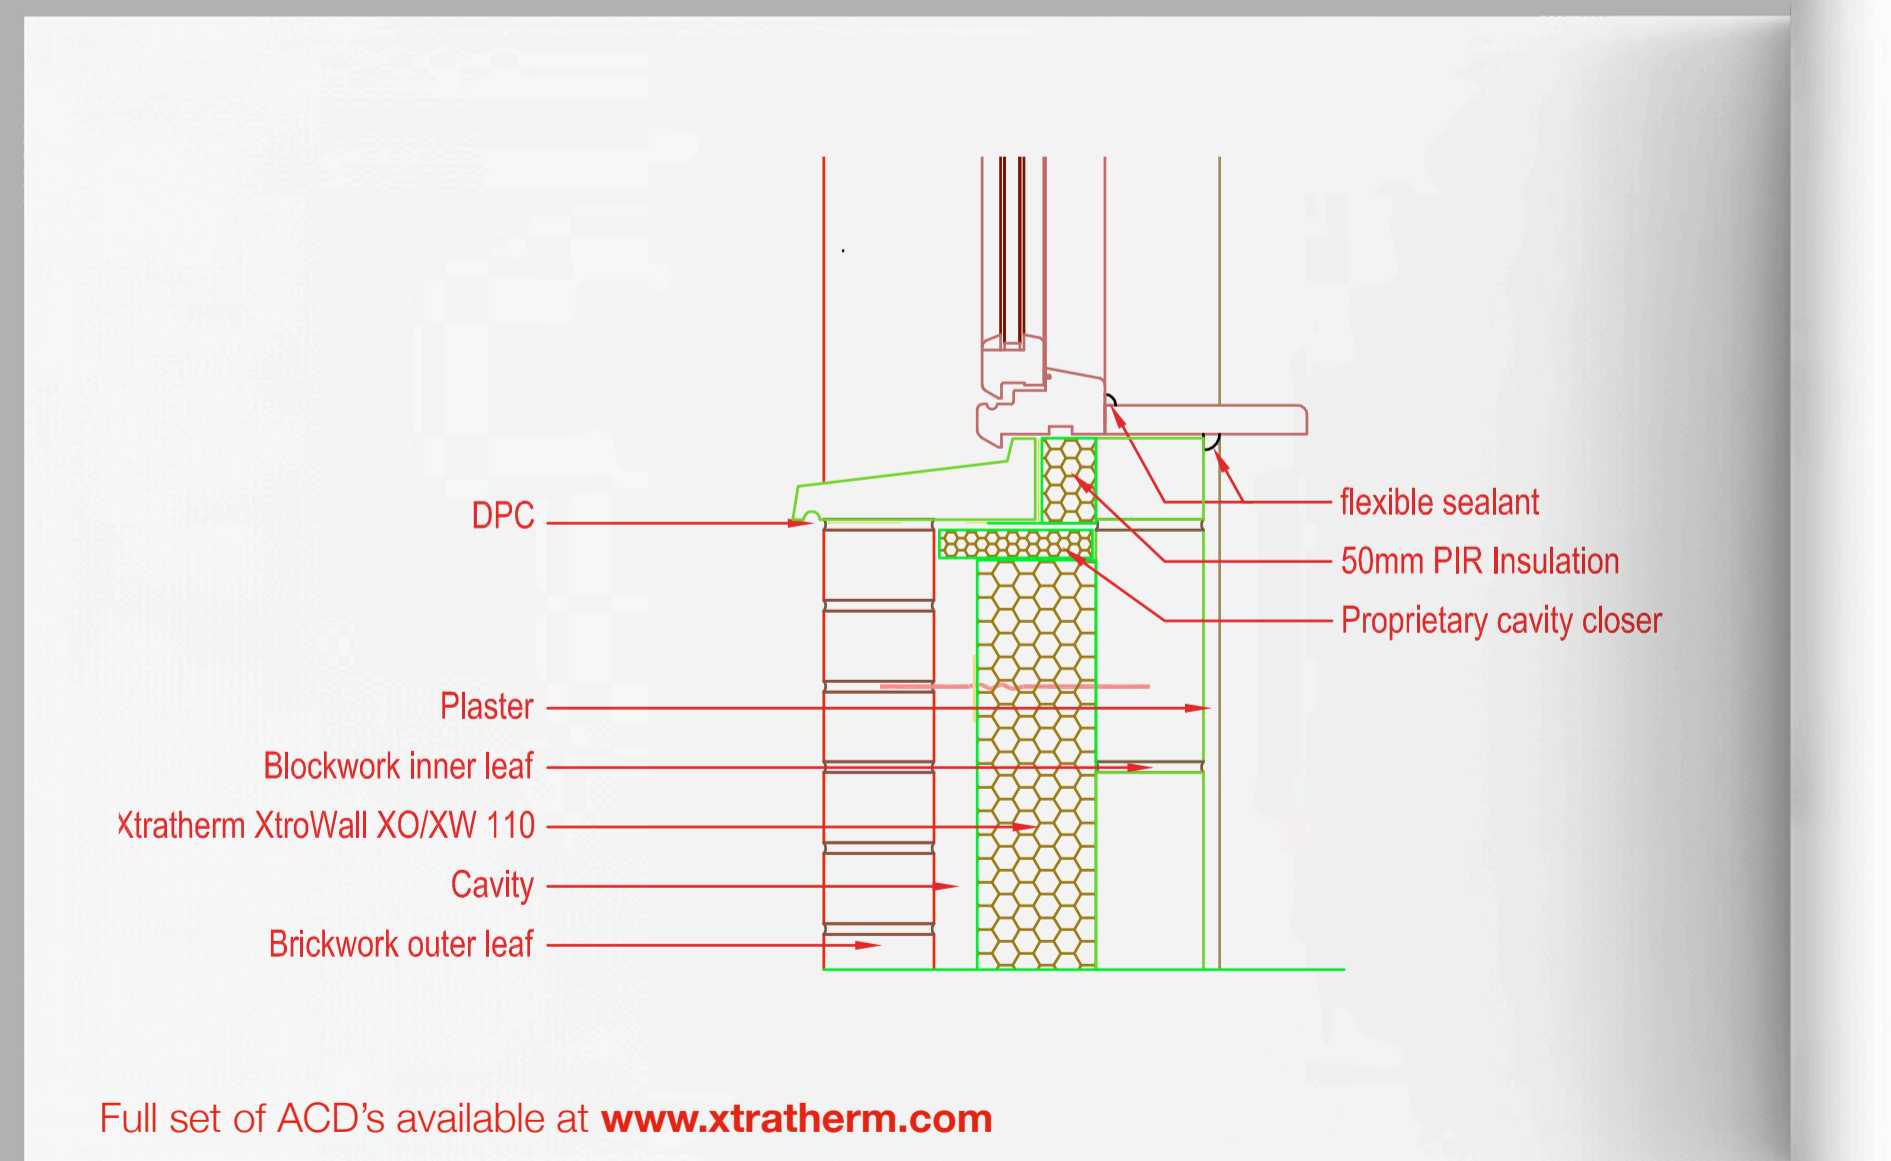 DPC
flexible sealant
50mm PIR Insulation
Proprietary cavity closer
Plaster
Blockwork inner leaf
Xtratherm XtroWall XO/XW 110
Cavity
Brickwork outer leaf
Full set of ACD's available at www.xtratherm.com